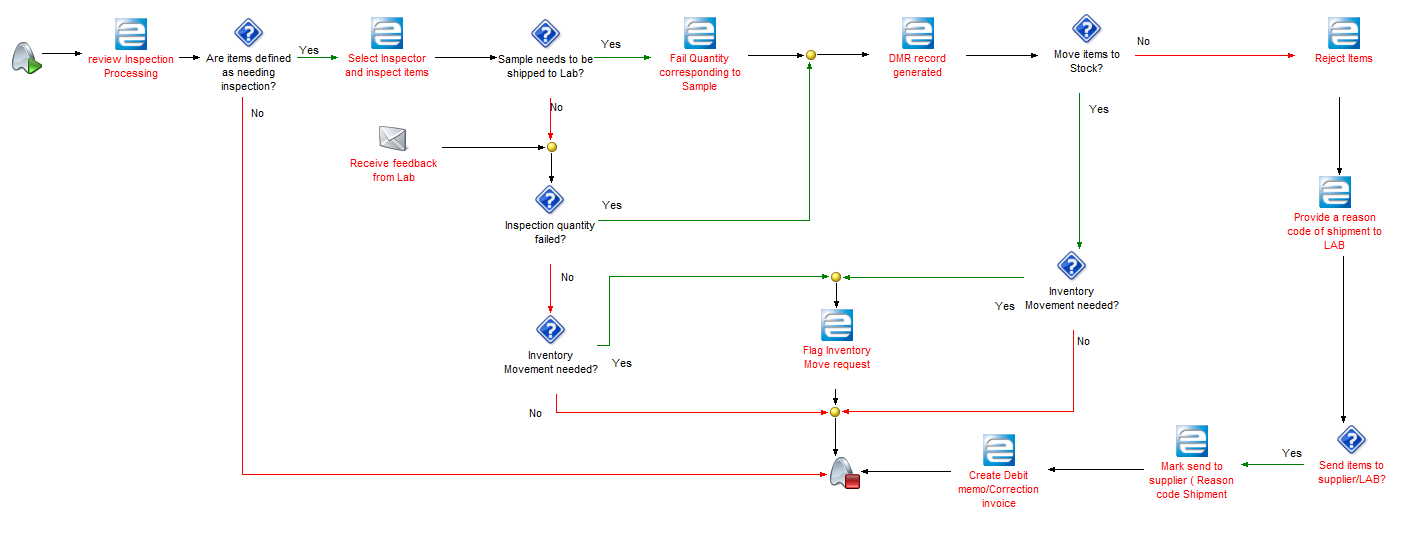 review Inspection
Processing
Are items defined
as needing
inspection?
Yes
No
Select Inspector
and inspect items
Sample needs to be
shipped to Lab?
Yes
No
Fail Quantity
corresponding to
Sample
DMR record
generated
Move items to
Stock?
No
Yes
Reject Items
Receive feedback
from Lab
Inspection quantity
failed?
Yes
No
Provide a reason
code of shipment to
LAB
Inventory
Movement needed?
Yes
No
Inventory
Movement needed?
Yes
No
Flag Inventory
Move request
Send items to
supplier/LAB?
Yes
Mark send to
supplier ( Reason
code Shipment
Create Debit
memo/Correction
invoice